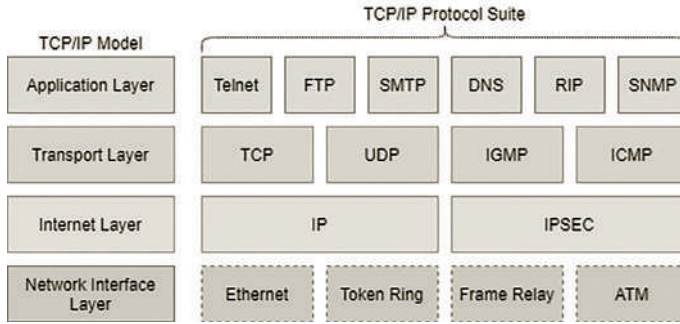 TCP/IP Protocol Suite
TCP/IP Model
Application Layer
Telnet
FTP
SMTP
DNS
RIP
SNMP
Transport Layer
TCP
UDP
IGMP
ICMP
Internet Layer
IP
IPSEC
Network Interface
Layer
Ethernet
Token Ring
Frame Relay
ATM